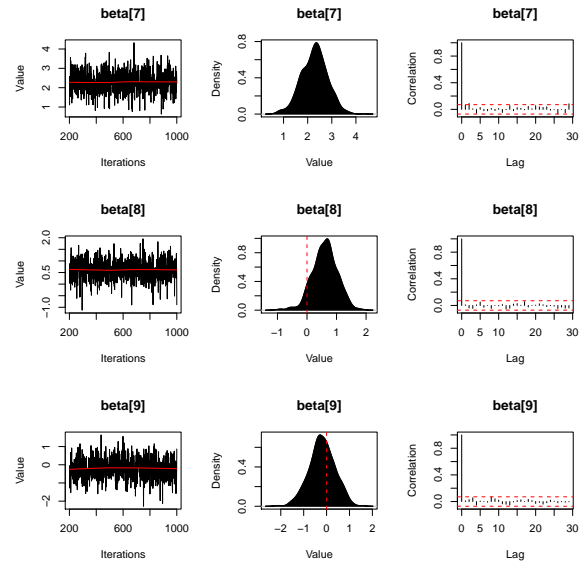 beta[7] beta[7] beta[7]
Value 1 2 3 4 Density 0.0 0.4 0.8 Correlation 0.0 0.4 0.8
200 600 1000 1 2 3 4 0 5 10 20 30
Iterations Value Lag
beta[8] beta[8] beta[8]
Value −1.0 0.5 2.0 Density 0.0 0.4 0.8 Correlation 0.0 0.4 0.8
200 600 1000 −1 0 1 2 0 5 10 20 30
Iterations Value Lag
beta[9] beta[9] beta[9]
Value −2 0 1 Density 0.0 0.4 Correlation 0.0 0.4 0.8
200 600 1000 −2 −1 0 1 2 0 5 10 20 30
Iterations Value Lag